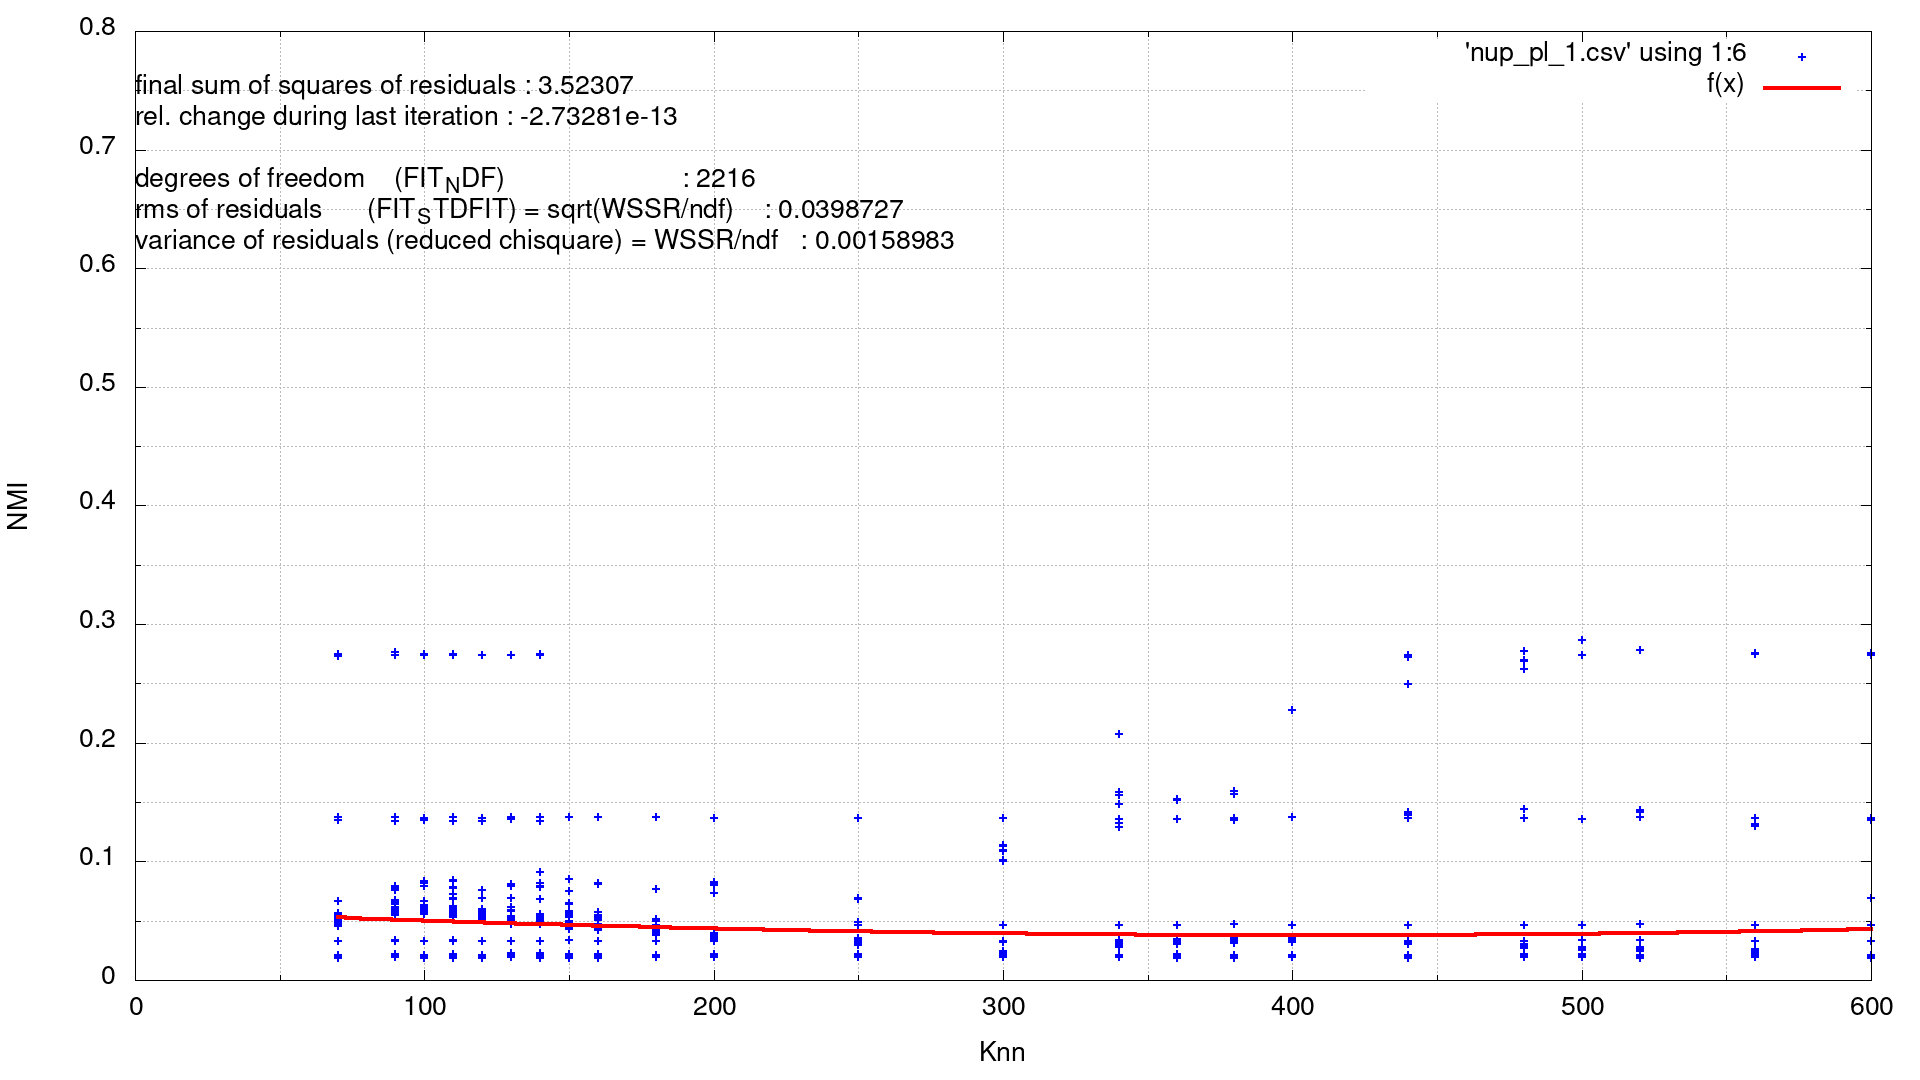 0.8
'nup_pl_1.csv' using 1:6
f(x)
final sum of squares of residuals : 3.52307
rel. change during last iteration : -2.73281e-13
0.7
degrees of freedom (FIT_NDF) : 2216
rms of residuals (FIT_STDFIT) = sqrt(WSSR/ndf) : 0.0398727
variance of residuals (reduced chisquare) = WSSR/ndf : 0.00158983
0.6
0.5
0.4
NMI
0.3
0.2
0.1
0
0 100 200 300 400 500 600
Knn